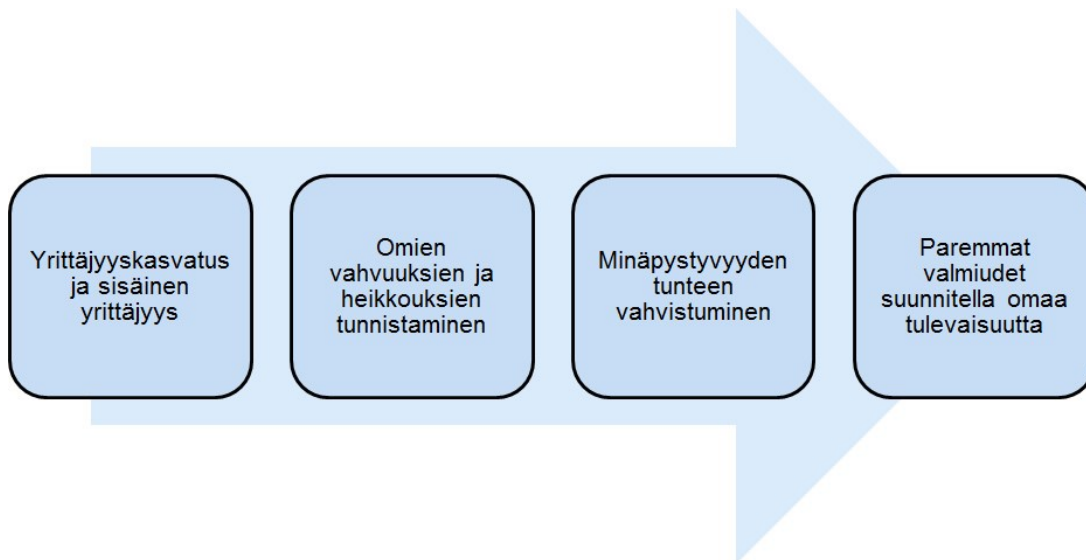 Yrittäjyyskasvatus
ja sisäinen
yrittäjyys
Omien
vahvuuksien ja
heikkouksien
tunnistaminen
Minäpystyvyyden
tunteen
vahvistuminen
Paremmat
valmiudet
suunnitella omaa
tulevaisuutta